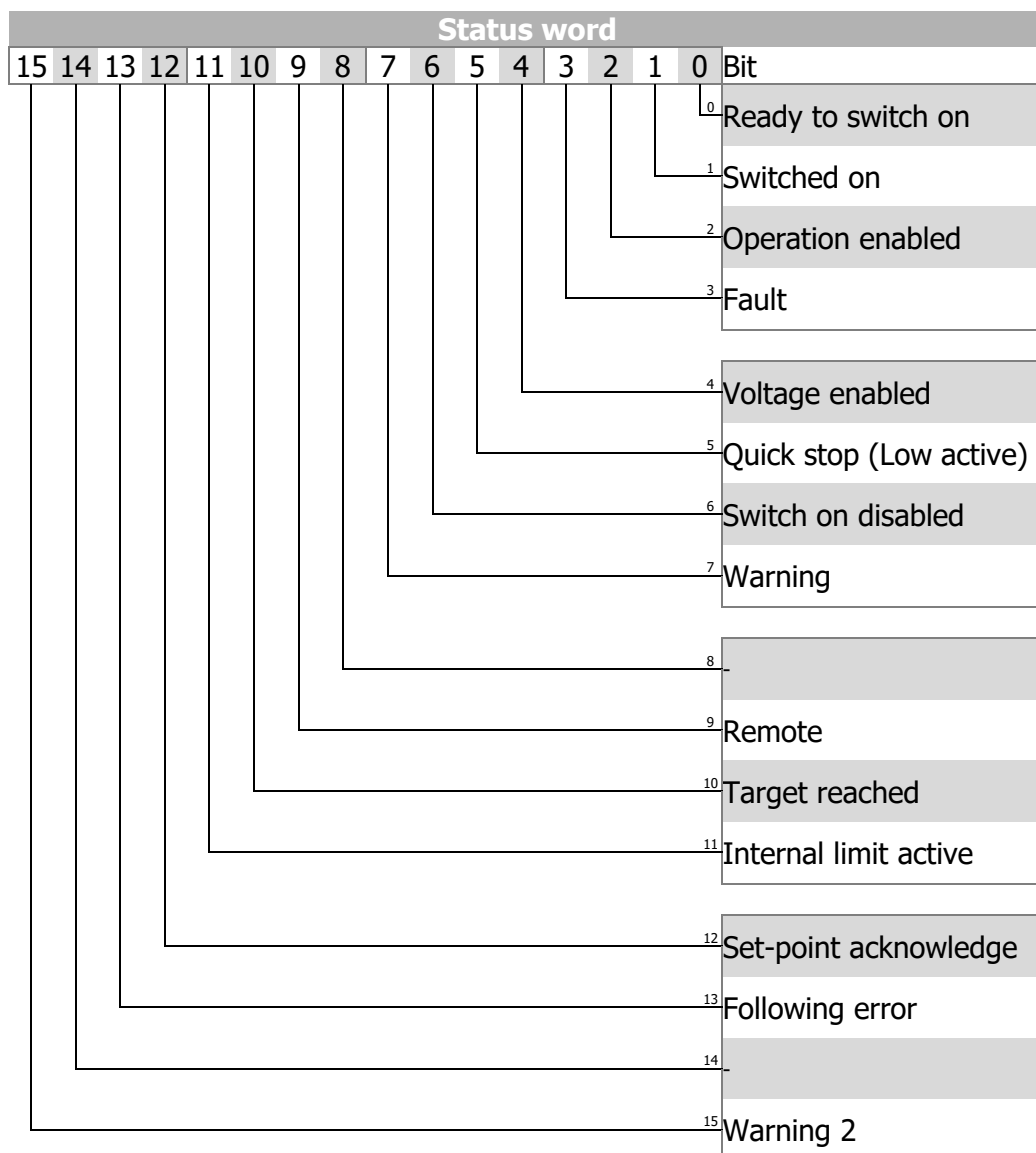 Status word
15 14 13 12 11 10 9 8 7 6 5 4 3 2 1 0 Bit
0 Ready to switch on
1 Switched on
2 Operation enabled
3 Fault
4 Voltage enabled
5 Quick stop (Low active)
6 Switch on disabled
7 Warning
8 -
9 Remote
10 Target reached
11 Internal limit active
12 Set-point acknowledge
13 Following error
14 -
15 Warning 2